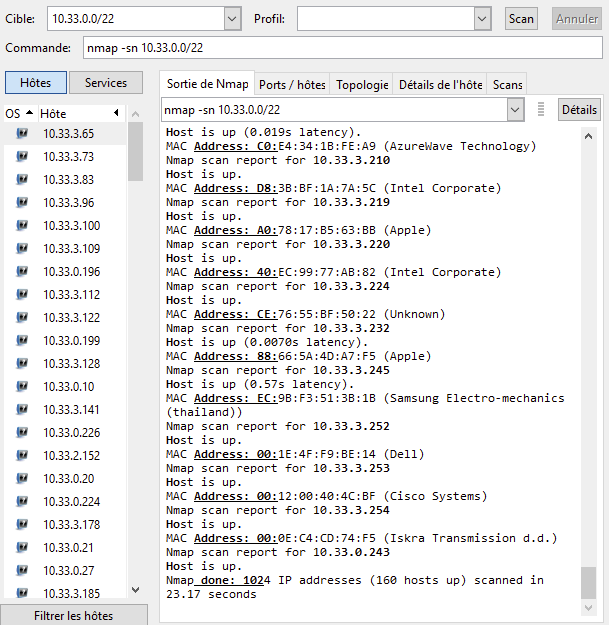 Cible: 10.33.0.0/22 Profil: Scan Annuler
Commande: nmap -sn 10.33.0.0/22
Hôtes Services
OS Hôte
10.33.3.65
10.33.3.73
10.33.3.83
10.33.3.96
10.33.3.100
10.33.3.109
10.33.0.196
10.33.3.112
10.33.3.122
10.33.0.199
10.33.3.128
10.33.0.10
10.33.3.141
10.33.0.226
10.33.2.152
10.33.0.20
10.33.0.224
10.33.3.178
10.33.0.21
10.33.0.27
10.33.3.185
Filtrer les hôtes
Sortie de Nmap Ports / hôtes Topologie Détails de l'hôte Scans
nmap -sn 10.33.0.0/22 Détails
Host is up (0.019s latency).
MAC Address: C0:E4:34:1B:FE:A9 (AzureWave Technology)
Nmap scan report for 10.33.3.210
Host is up.
MAC Address: D8:3B:BF:1A:7A:5C (Intel Corporate)
Nmap scan report for 10.33.3.219
Host is up.
MAC Address: A0:78:17:B5:63:BB (Apple)
Nmap scan report for 10.33.3.220
Host is up.
MAC Address: 40:EC:99:77:AB:82 (Intel Corporate)
Nmap scan report for 10.33.3.224
Host is up.
MAC Address: CE:76:55:BF:50:22 (Unknown)
Nmap scan report for 10.33.3.232
Host is up (0.0070s latency).
MAC Address: 88:66:5A:4D:A7:F5 (Apple)
Nmap scan report for 10.33.3.245
Host is up (0.57s latency).
MAC Address: EC:9B:F3:51:3B:1B (Samsung Electro-mechanics
(thailand))
Nmap scan report for 10.33.3.252
Host is up.
MAC Address: 00:1E:4F:F9:BE:14 (Dell)
Nmap scan report for 10.33.3.253
Host is up.
MAC Address: 00:12:00:40:4C:BF (Cisco Systems)
Nmap scan report for 10.33.3.254
Host is up.
MAC Address: 00:0E:C4:CD:74:F5 (Iskra Transmission d.d.)
Nmap scan report for 10.33.0.243
Host is up.
Nmap done: 1024 IP addresses (160 hosts up) scanned in
23.17 seconds